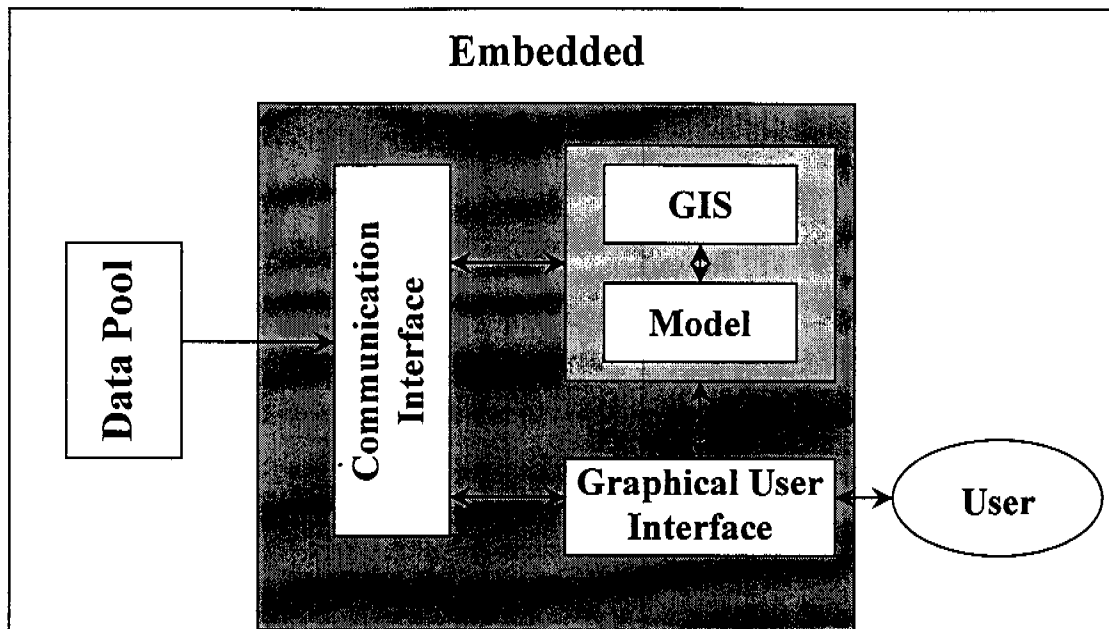 Embedded
GIS
Model
Data Pool
Communication
Interface
Graphical User
Interface
User